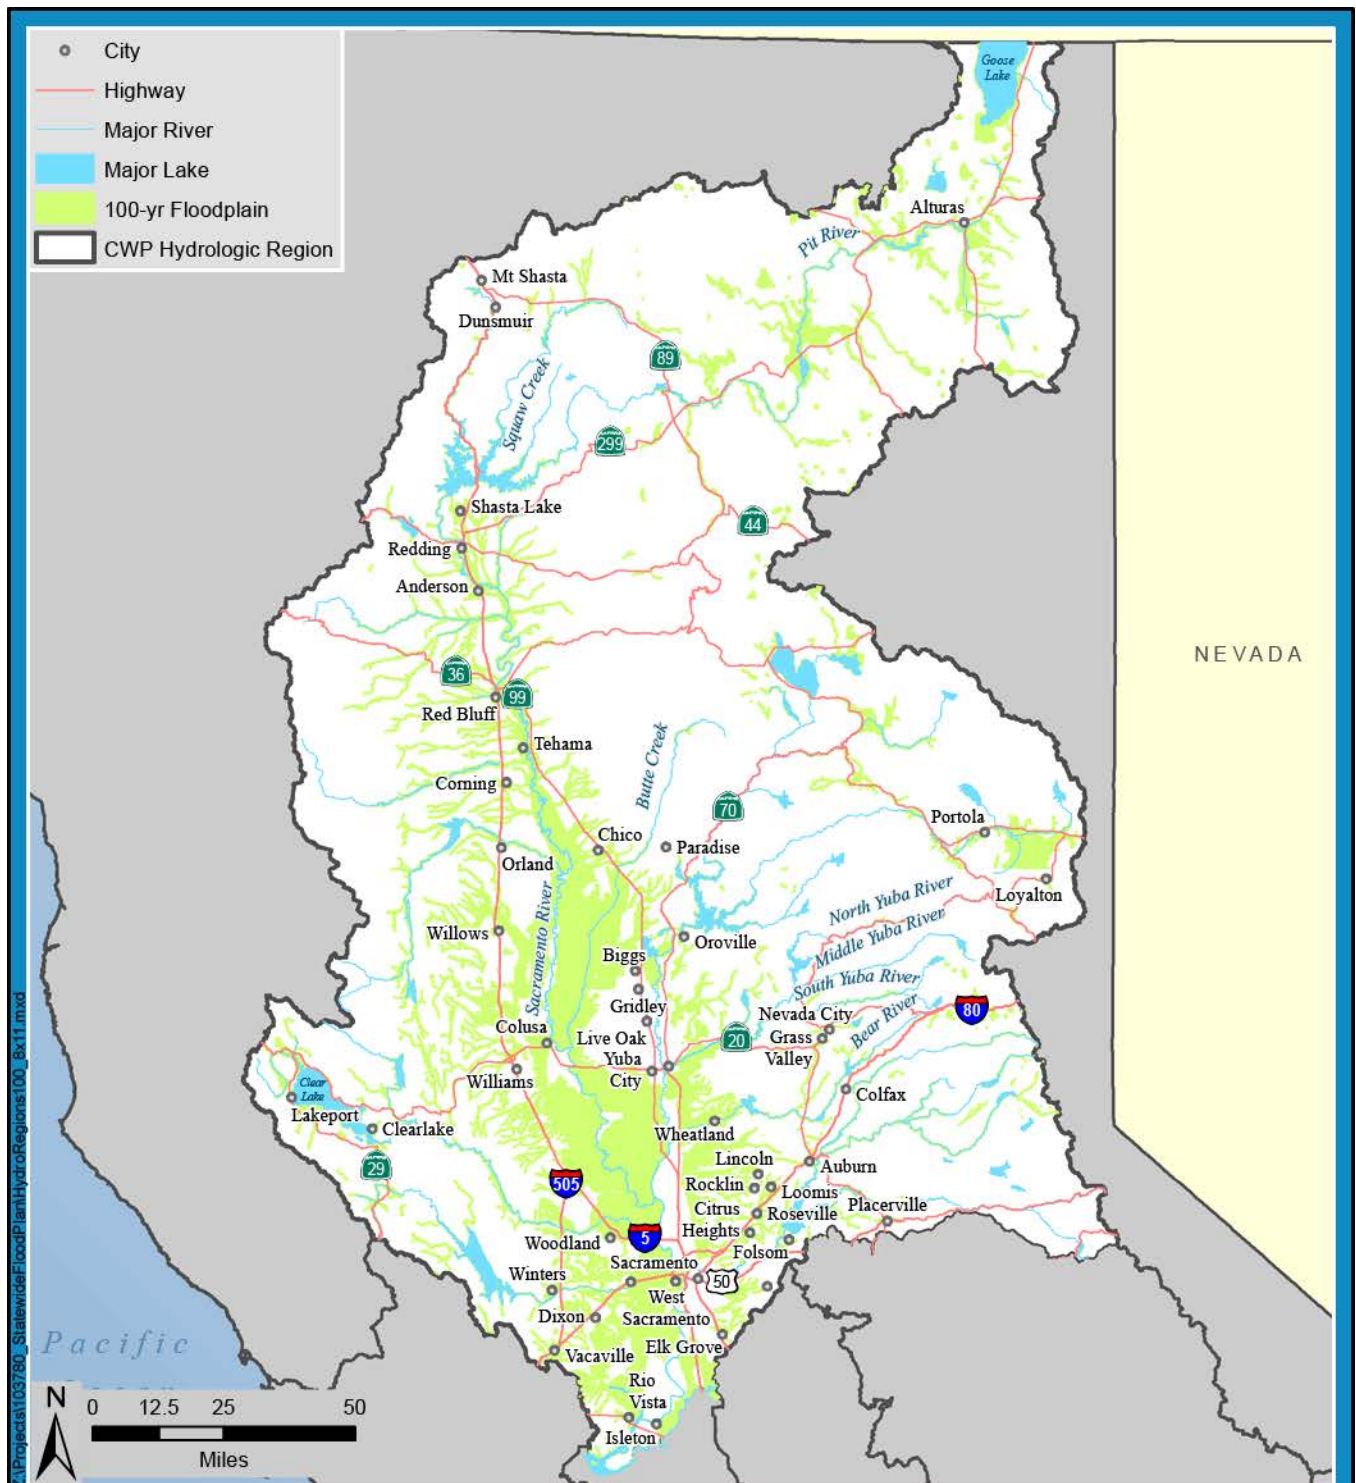 City
Highway
Major River
Major Lake
100-yr Floodplain
CWP Hydrologic Region
Goose
Lake
Alturas
Pit River
Mt Shasta
Dunsmuir
89
Squaw Creek
299
Shasta Lake
44
Redding
Anderson
NEVADA
36
99
Red Bluff
Tehama
Butte Creek
Corning
70
Portola
Chico
Paradise
Orland
Loyalton
North Yuba River
Sacramento River
Willows
Middle Yuba River
Oroville
Biggs
South Yuba River
Gridley
80
Nevada City
Bear River
Colusa
Live Oak
20
Grass
Valley
Yuba
City
Williams
Clear
Lake
Colfax
Lakeport
Clearlake
Wheatland
29
Lincoln
Auburn
505
Rocklin
Loomis
Citrus
Heights
Roseville
Placerville
5
Woodland
Folsom
Sacramento
Winters
50
West
Sacramento
Dixon
Elk Grove
Pacific
Vacaville
Rio
Vista
Isleton
N
0 12.5 25 50
Miles
Z:\Projects\103780_StatewideFloodPlan\HydroRegions100_8x11.mxd